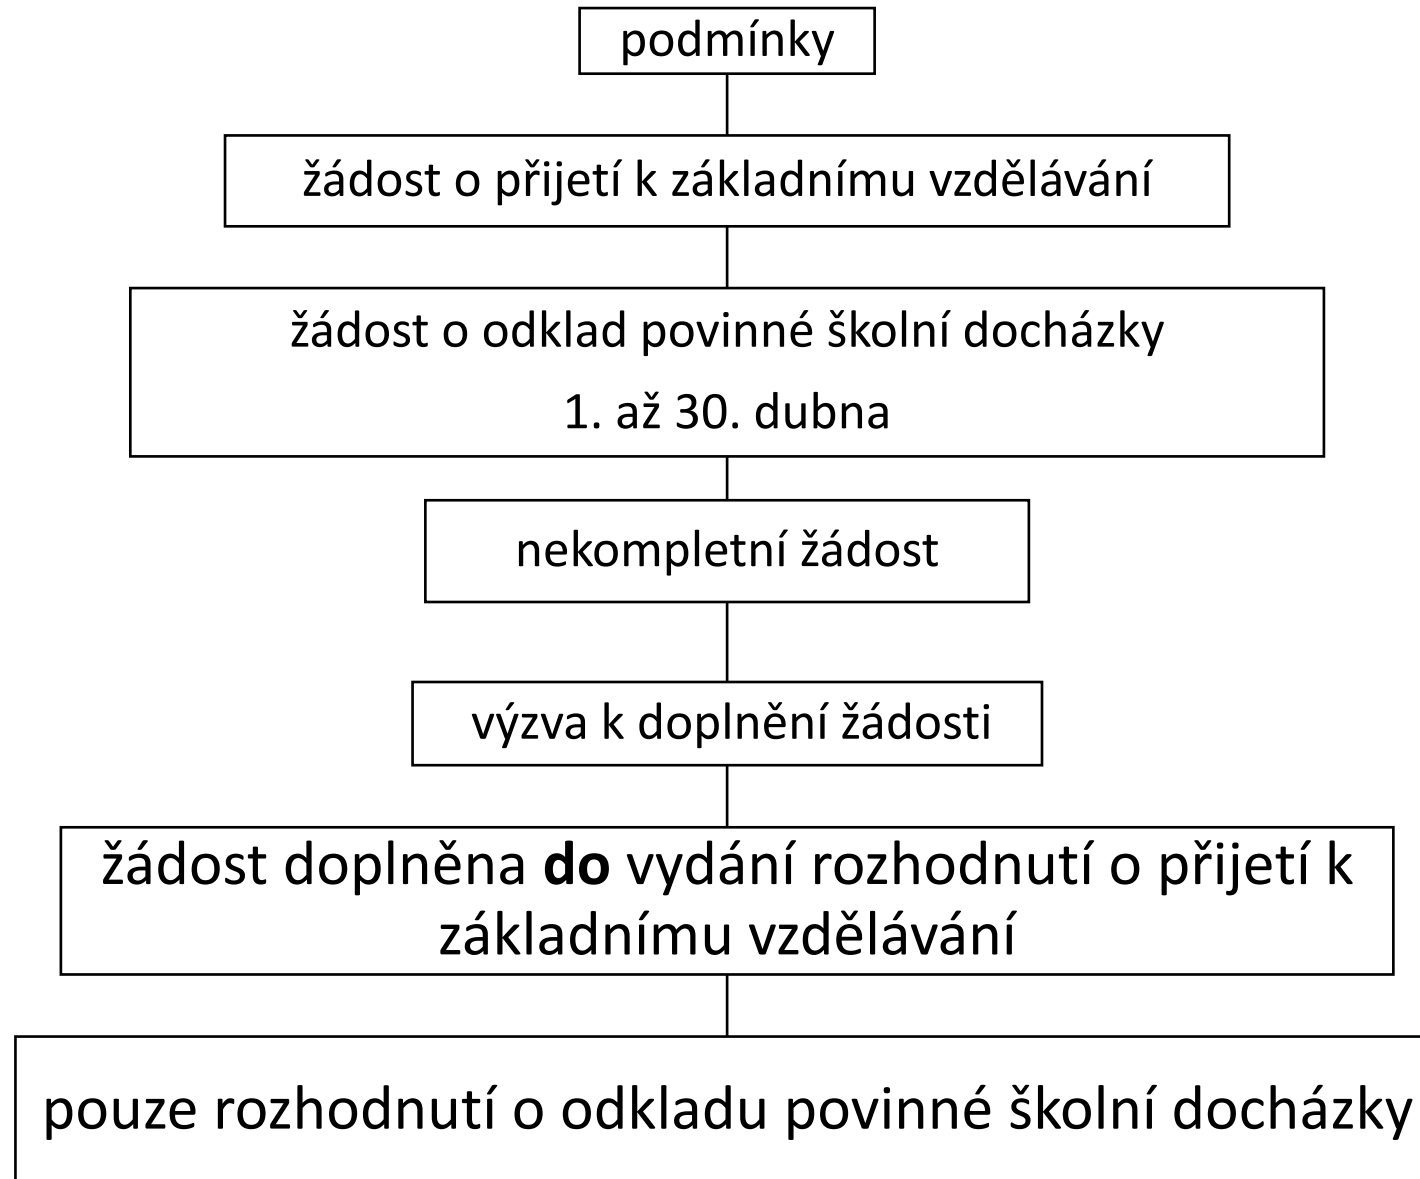 podmínky
žádost o přijetí k základnímu vzdělávání
žádost o odklad povinné školní docházky
1. až 30. dubna
nekompletní žádost
výzva k doplnění žádosti
žádost doplněna do vydání rozhodnutí o přijetí k
základnímu vzdělávání
pouze rozhodnutí o odkladu povinné školní docházky